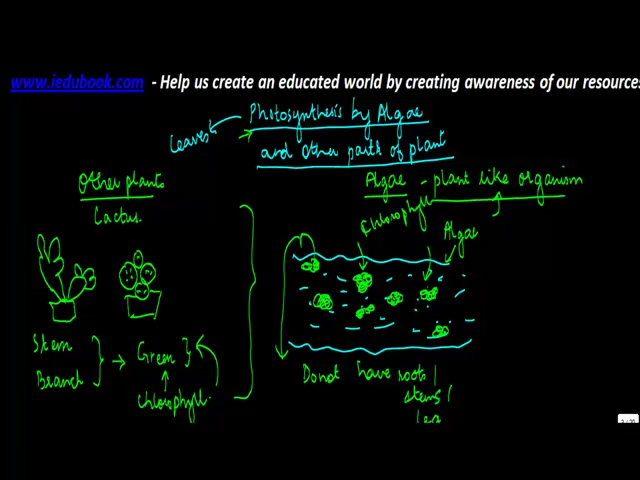 www.iedubook.com - Help us create an educated world by creating awareness of our resources
Photosynthesis by Algae
and Other parts of plant
Leaves
Other plants
Cactus.
Stem
Branch
Green
Chlorophyll.
Algae - plant like organism
Chlorophyll
Algae
Donot have roots /
stems /